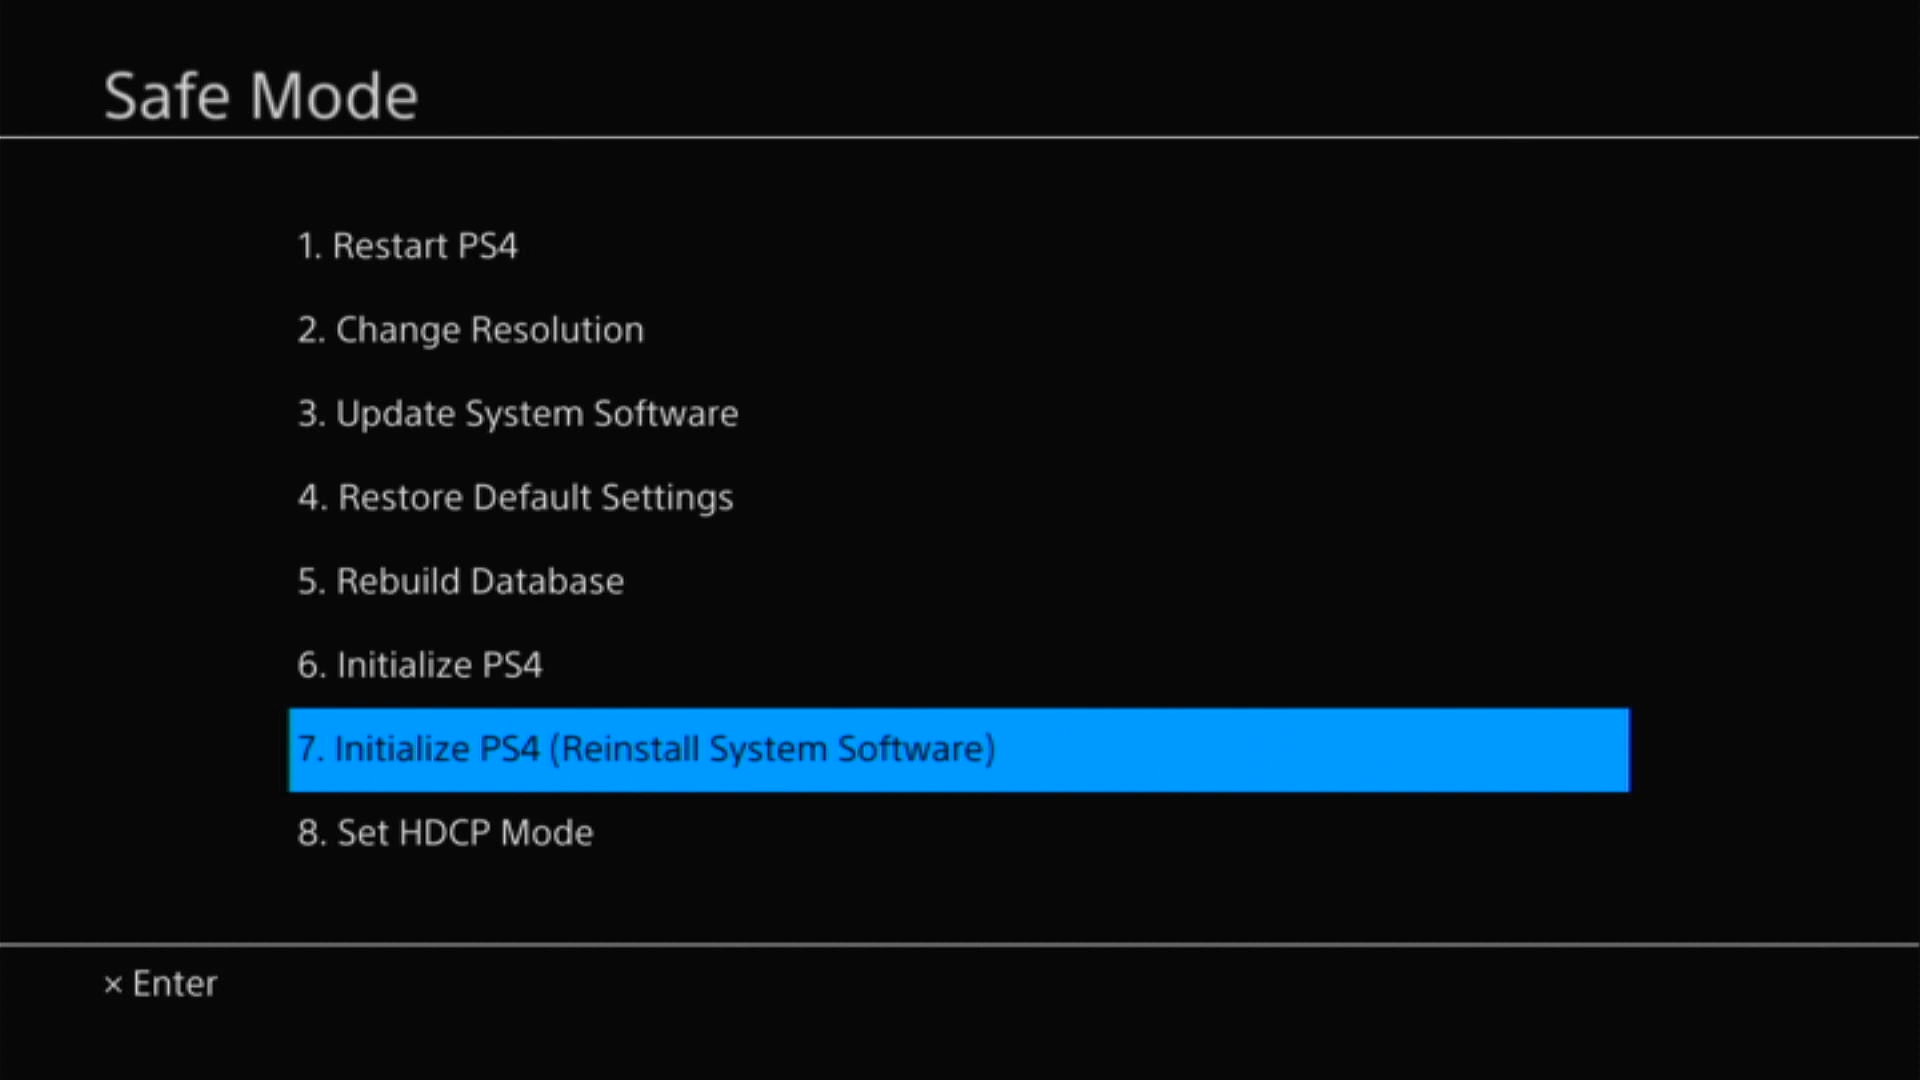 Safe Mode
1. Restart PS4
2. Change Resolution
3. Update System Software
4. Restore Default Settings
5. Rebuild Database
6. Initialize PS4
7. Initialize PS4 (Reinstall System Software)
8. Set HDCP Mode
× Enter